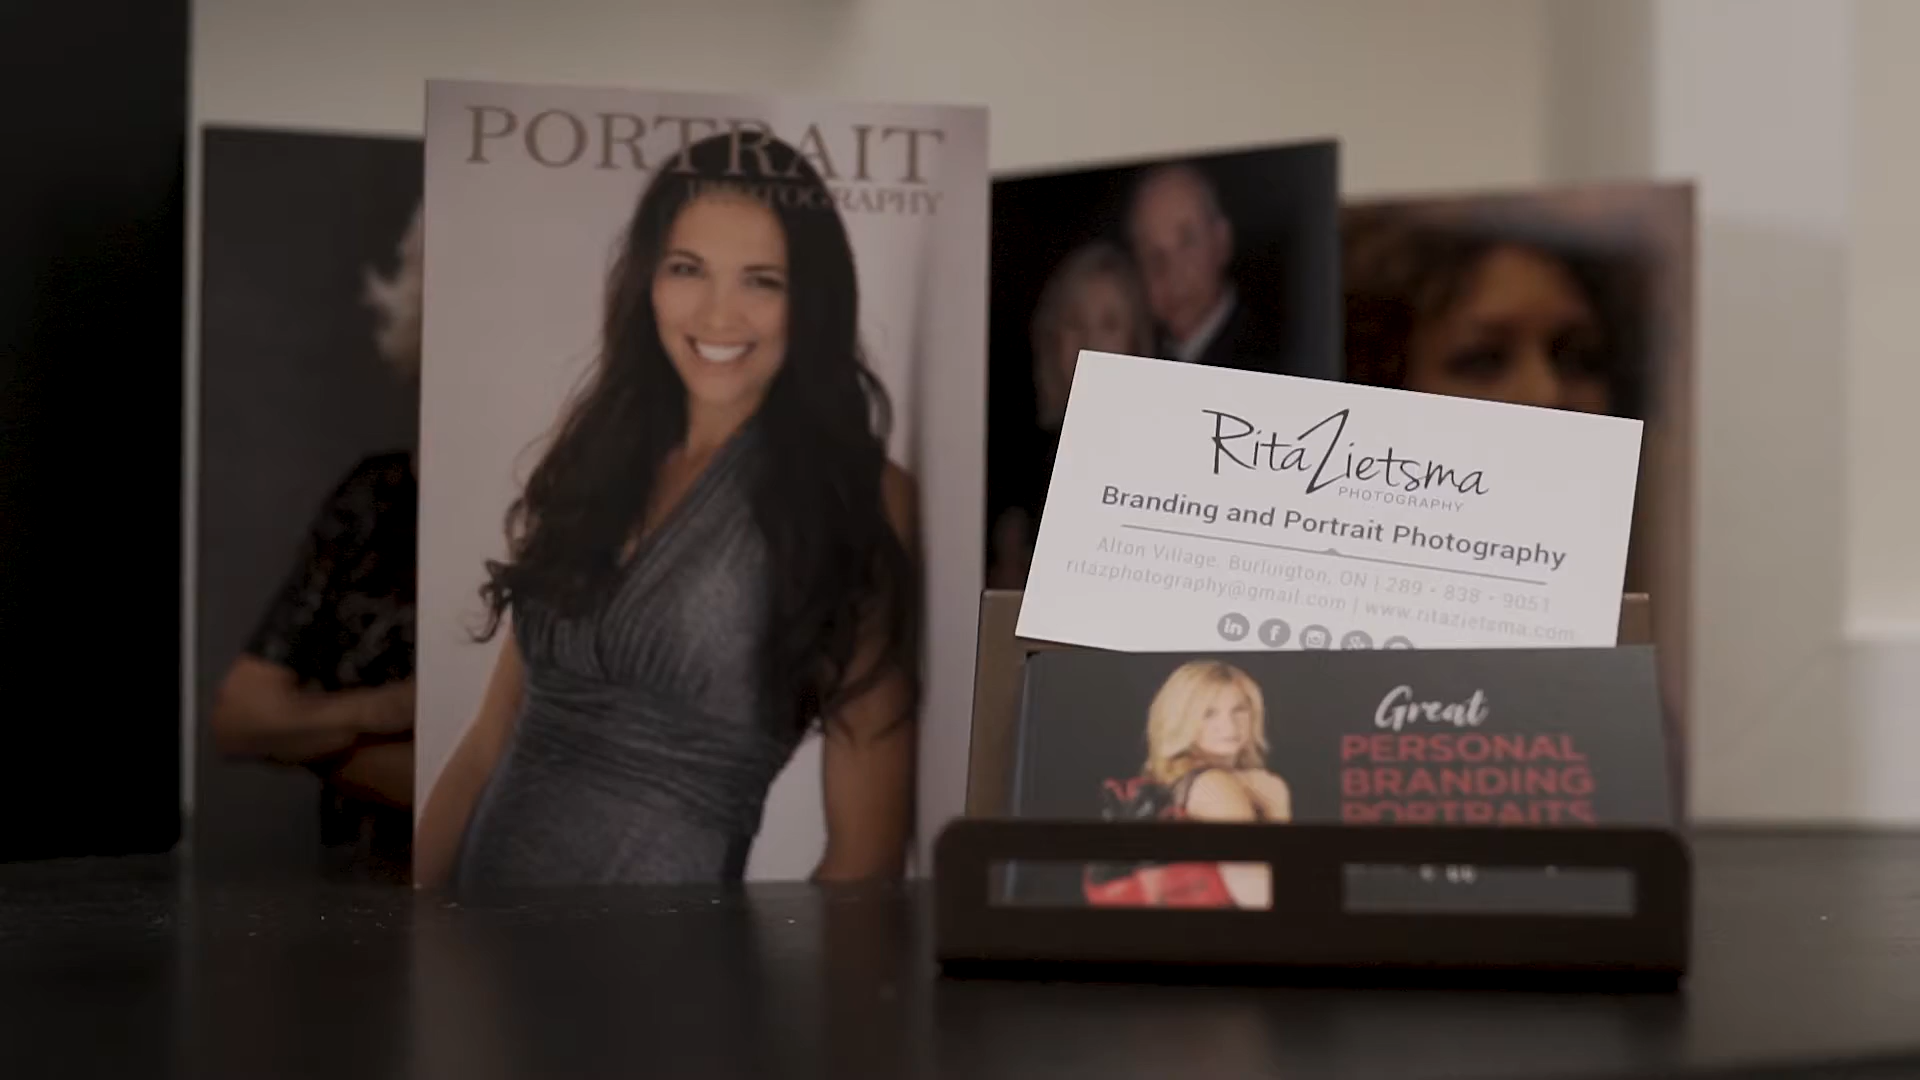 PORTRAIT
PHOTOGRAPHY
RitaZietsma
PHOTOGRAPHY
Branding and Portrait Photography
Alton Village, Burlington, ON | 289 - 838 - 9051
ritazphotography@gmail.com | www.ritazietsma.com
in f
Great
PERSONAL
BRANDING
PORTRAITS